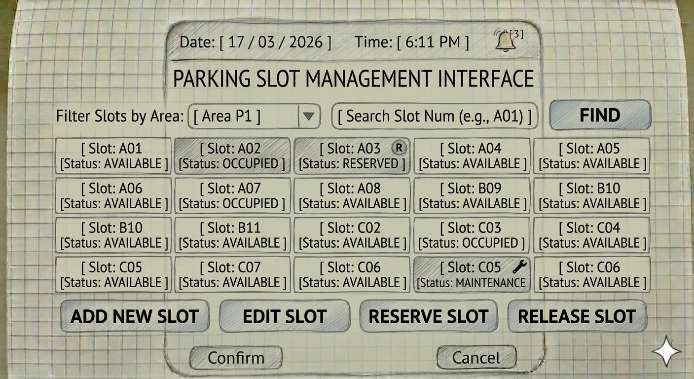 Date: [ 17 / 03 / 2026 ] Time: [ 6:11 PM ] [3]
PARKING SLOT MANAGEMENT INTERFACE
Filter Slots by Area: [ Area P1 ] [ Search Slot Num (e.g., A01) ] FIND
[ Slot: A01 [ Slot: A02 [ Slot: A03 R [ Slot: A04 [ Slot: A05
[Status: AVAILABLE ] [Status: OCCUPIED ] [Status: RESERVED ] [Status: AVAILABLE ] [Status: AVAILABLE ]
[ Slot: A06 [ Slot: A07 [ Slot: A08 [ Slot: B09 [ Slot: B10
[Status: AVAILABLE ] [Status: OCCUPIED ] [Status: AVAILABLE ] [Status: AVAILABLE ] [Status: AVAILABLE ]
[ Slot: B10 [ Slot: B11 [ Slot: C02 [ Slot: C03 [ Slot: C04
[Status: AVAILABLE ] [Status: AVAILABLE ] [Status: AVAILABLE ] [Status: OCCUPIED ] [Status: AVAILABLE ]
[ Slot: C05 [ Slot: C07 [ Slot: C06 [ Slot: C05 [ Slot: C06
[Status: AVAILABLE ] [Status: AVAILABLE ] [Status: AVAILABLE ] [Status: MAINTENANCE [Status: AVAILABLE ]
ADD NEW SLOT EDIT SLOT RESERVE SLOT RELEASE SLOT
Confirm Cancel